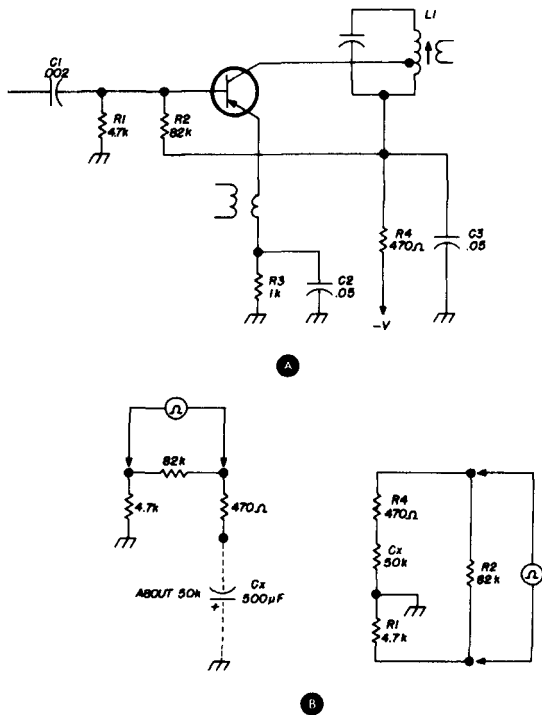 L1
C1
.002
R1
4.7k
R2
82k
R4
470Ω
C3
.05
R3
1k
C2
.05
-V
A
Ω
82k
4.7k
470Ω
ABOUT 50k
Cx
500μF
+
R4
470Ω
Cx
50k
R2
82k
Ω
R1
4.7k
B